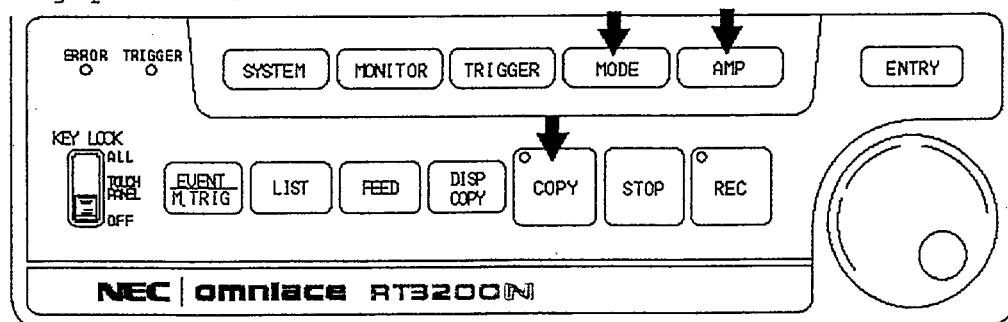 ERROR TRIGGER
SYSTEM MONITOR TRIGGER MODE AMP ENTRY
KEY LOCK
ALL
TOUCH
PANEL
OFF
EVENT
M_TRIG
LIST FEED
DISP
COPY
COPY STOP REC
NEC omniace RT3200N